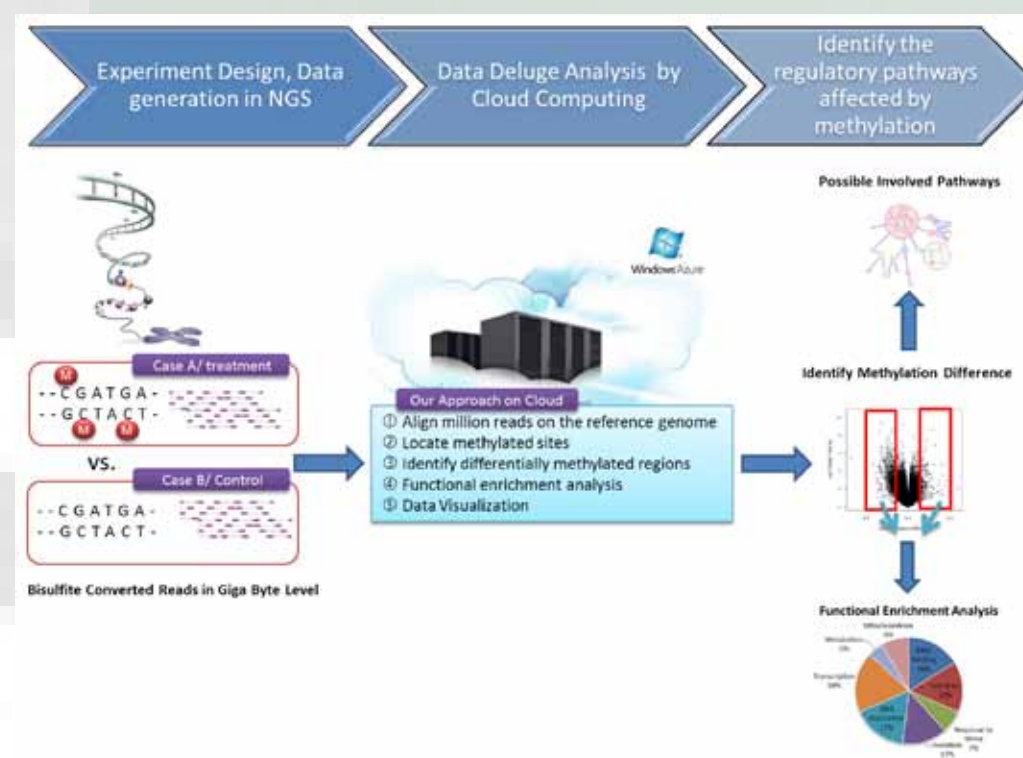 Experiment Design, Data
generation in NGS
Data Deluge Analysis by
Cloud Computing
Identify the
regulatory pathways
affected by
methylation
Possible Involved Pathways
Windows Azure
Case A/ treatment
M
--CGATGA-
--GCTACT-
M M
VS.
Case B/ Control
--CGATGA-
--GCTACT-
Bisulfite Converted Reads in Giga Byte Level
Our Approach on Cloud
① Align million reads on the reference genome
② Locate methylated sites
③ Identify differentially methylated regions
④ Functional enrichment analysis
⑤ Data Visualization
Identify Methylation Difference
Functional Enrichment Analysis
Transcription